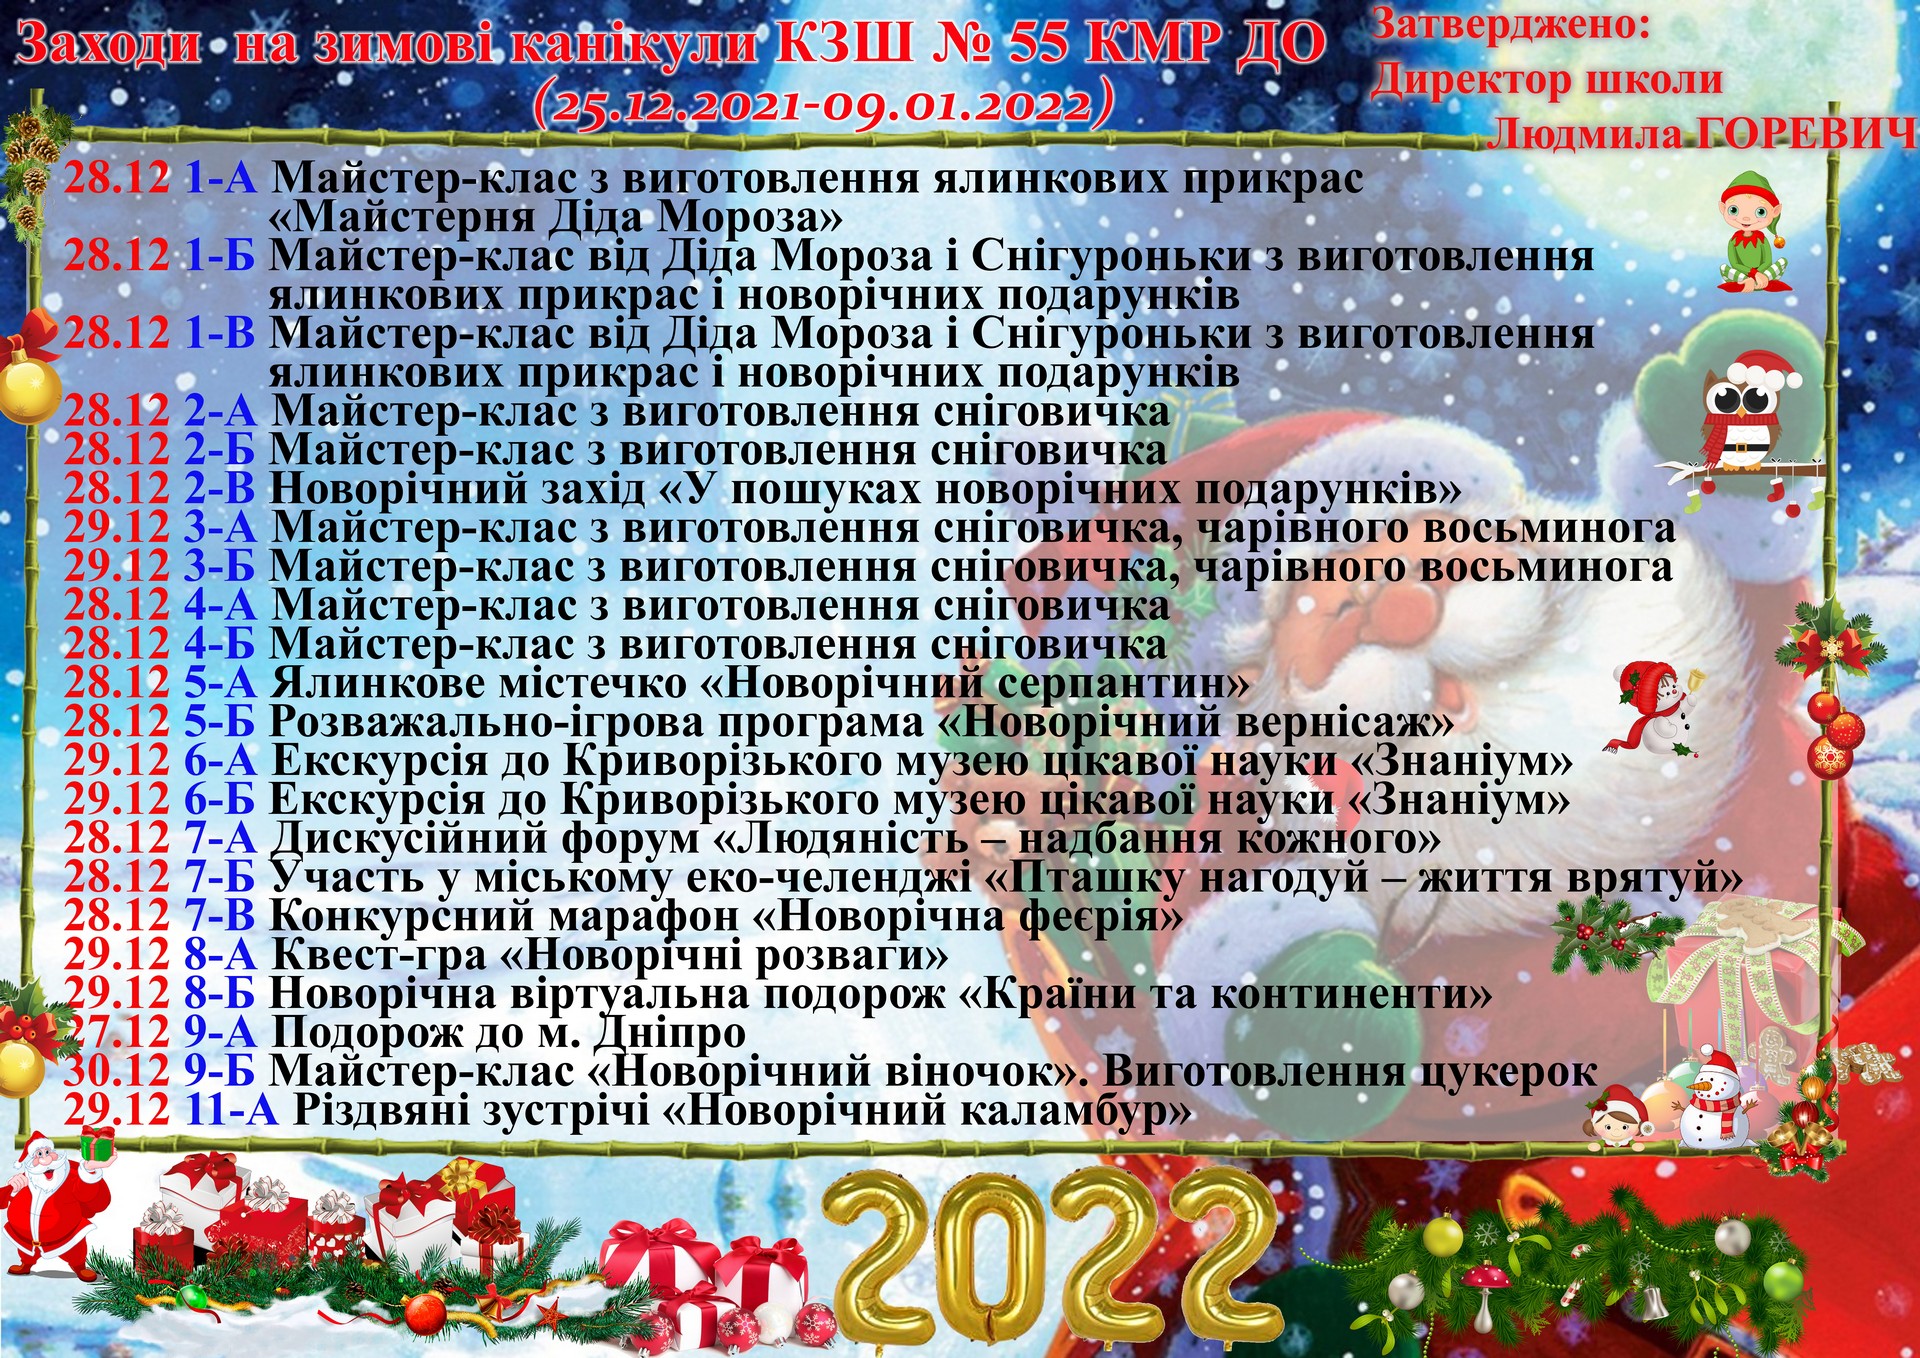 Заходи на зимові канікули КЗШ № 55 КМР ДО
(25.12.2021-09.01.2022)
Затверджено:
Директор школи
Людмила ГОРЕВИЧ
28.12 1-А Майстер-клас з виготовлення ялинкових прикрас
«Майстерня Діда Мороза»
28.12 1-Б Майстер-клас від Діда Мороза і Снігуроньки з виготовлення
ялинкових прикрас і новорічних подарунків
28.12 1-В Майстер-клас від Діда Мороза і Снігуроньки з виготовлення
ялинкових прикрас і новорічних подарунків
28.12 2-А Майстер-клас з виготовлення сніговичка
28.12 2-Б Майстер-клас з виготовлення сніговичка
28.12 2-В Новорічний захід «У пошуках новорічних подарунків»
29.12 3-А Майстер-клас з виготовлення сніговичка, чарівного восьминога
29.12 3-Б Майстер-клас з виготовлення сніговичка, чарівного восьминога
28.12 4-А Майстер-клас з виготовлення сніговичка
28.12 4-Б Майстер-клас з виготовлення сніговичка
28.12 5-А Ялинкове містечко «Новорічний серпантин»
28.12 5-Б Розважально-ігрова програма «Новорічний вернісаж»
29.12 6-А Екскурсія до Криворізького музею цікавої науки «Знаніум»
29.12 6-Б Екскурсія до Криворізького музею цікавої науки «Знаніум»
28.12 7-А Дискусійний форум «Людяність – надбання кожного»
28.12 7-Б Участь у міському еко-челенджі «Пташку нагодуй – життя врятуй»
28.12 7-В Конкурсний марафон «Новорічна феєрія»
29.12 8-А Квест-гра «Новорічні розваги»
29.12 8-Б Новорічна віртуальна подорож «Країни та континенти»
27.12 9-А Подорож до м. Дніпро
30.12 9-Б Майстер-клас «Новорічний віночок». Виготовлення цукерок
29.12 11-А Різдвяні зустрічі «Новорічний каламбур»
2022